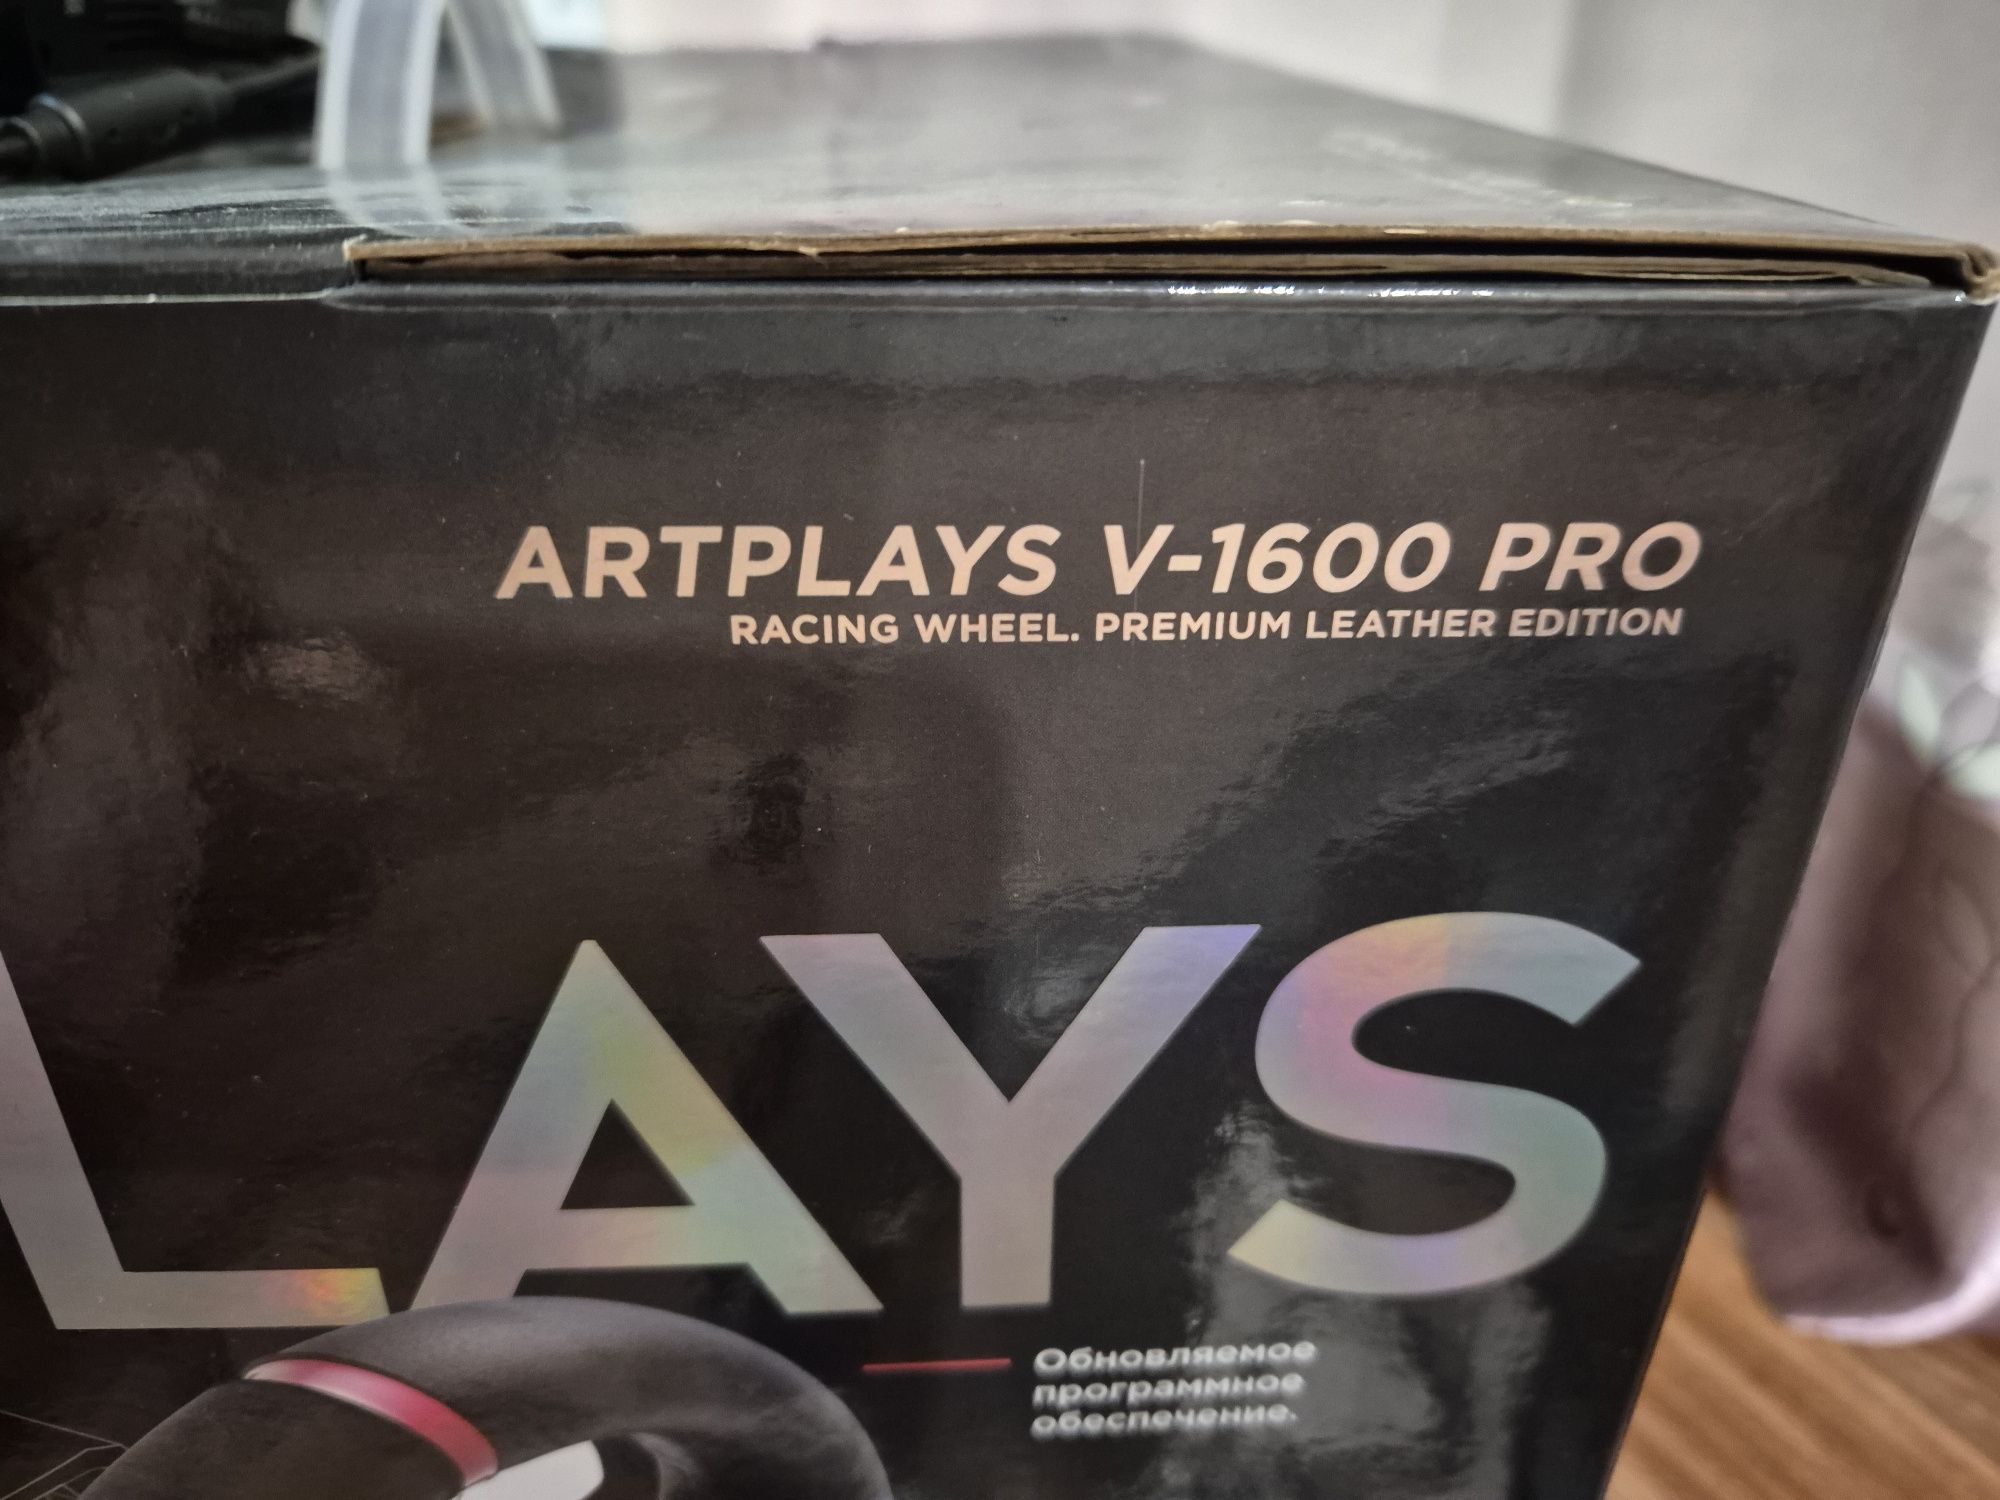 ARTPLAYS V-1600 PRO
RACING WHEEL. PREMIUM LEATHER EDITION
LAYS
Обновляемое
программное
обеспечение.